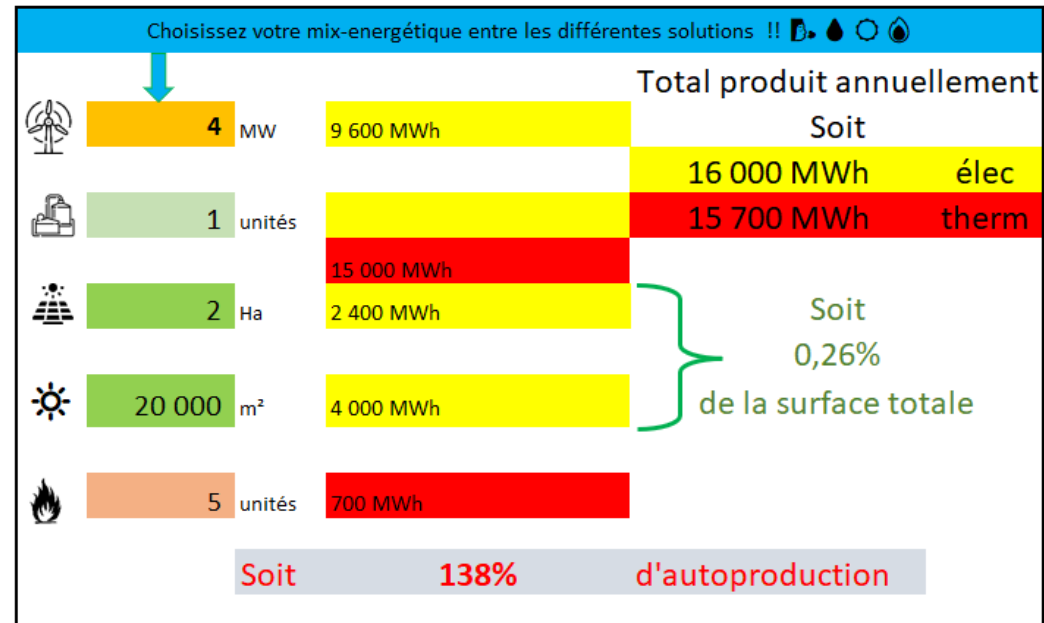 Choisissez votre mix-energétique entre les différentes solutions !!
Total produit annuellement
Soit
4 MW 9 600 MWh
16 000 MWh élec
1 unités
15 700 MWh therm
15 000 MWh
2 Ha 2 400 MWh
Soit
0,26%
de la surface totale
20 000 m² 4 000 MWh
5 unités 700 MWh
Soit 138% d'autoproduction